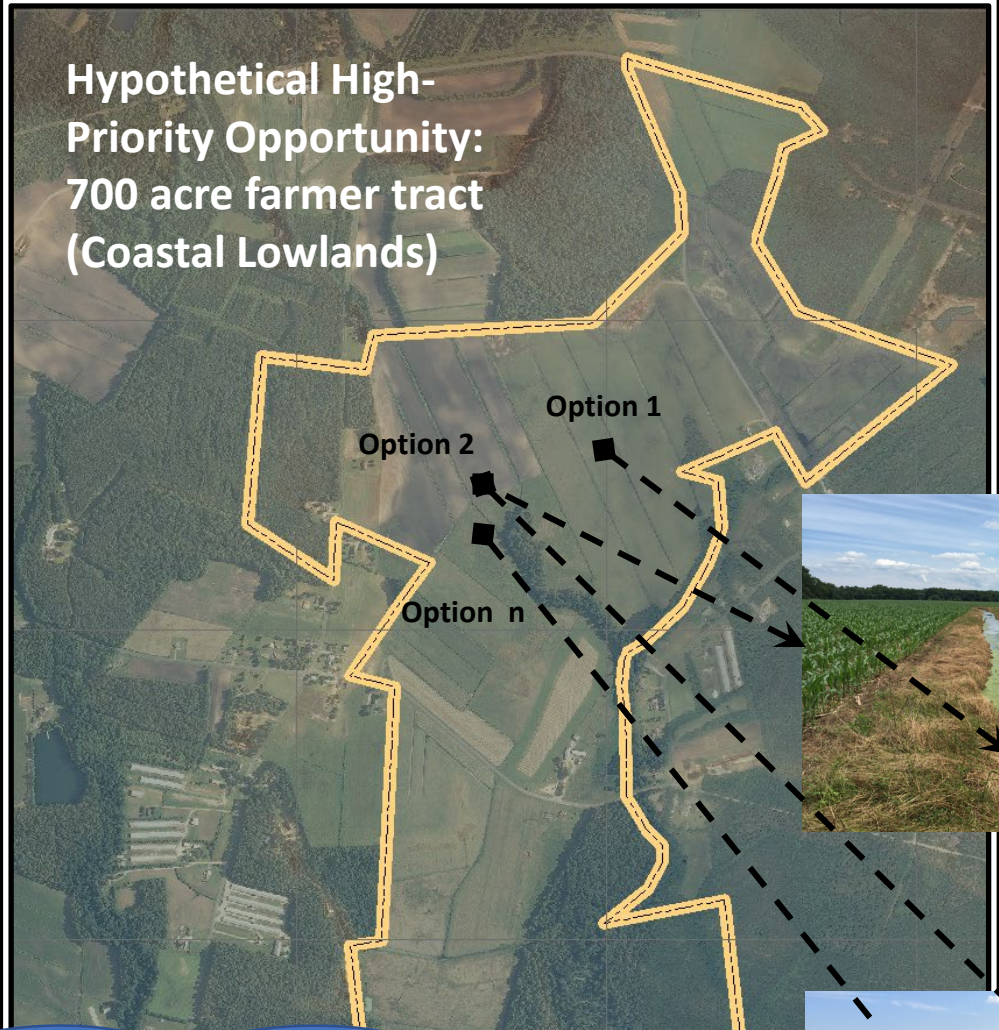 Hypothetical High-
Priority Opportunity:
700 acre farmer tract
(Coastal Lowlands)
Option 1
Option 2
Option n